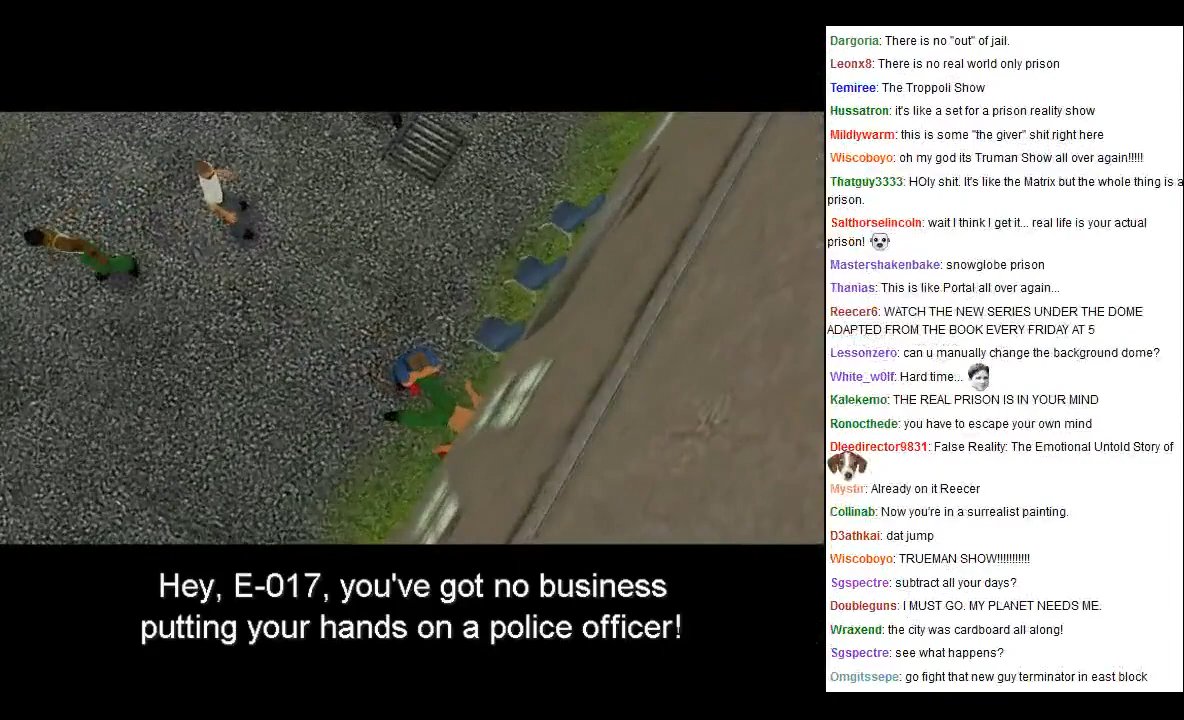 Dargoria: There is no "out" of jail.
Leonx8: There is no real world only prison
Temiree: The Troppoli Show
Hussatron: it's like a set for a prison reality show
Mildlywarm: this is some "the giver" shit right here
Wiscoboyo: oh my god its Truman Show all over again!!!!!
Thatguy3333: HOly shit. It's like the Matrix but the whole thing is a
prison.
Salthorselincoln: wait I think I get it... real life is your actual
prison!
Mastershakenbake: snowglobe prison
Thanias: This is like Portal all over again...
Reecer6: WATCH THE NEW SERIES UNDER THE DOME
ADAPTED FROM THE BOOK EVERY FRIDAY AT 5
Lessonzero: can u manually change the background dome?
White_w0lf: Hard time...
Kalekemo: THE REAL PRISON IS IN YOUR MIND
Ronocthede: you have to escape your own mind
Dleedirector9831: False Reality: The Emotional Untold Story of
Mystir: Already on it Reecer
Collinab: Now you're in a surrealist painting.
D3athkai: dat jump
Wiscoboyo: TRUEMAN SHOW!!!!!!!!!!!
Sgspectre: subtract all your days?
Doubleguns: I MUST GO. MY PLANET NEEDS ME.
Wraxend: the city was cardboard all along!
Sgspectre: see what happens?
Omgitssepe: go fight that new guy terminator in east block
Hey, E-017, you've got no business
putting your hands on a police officer!